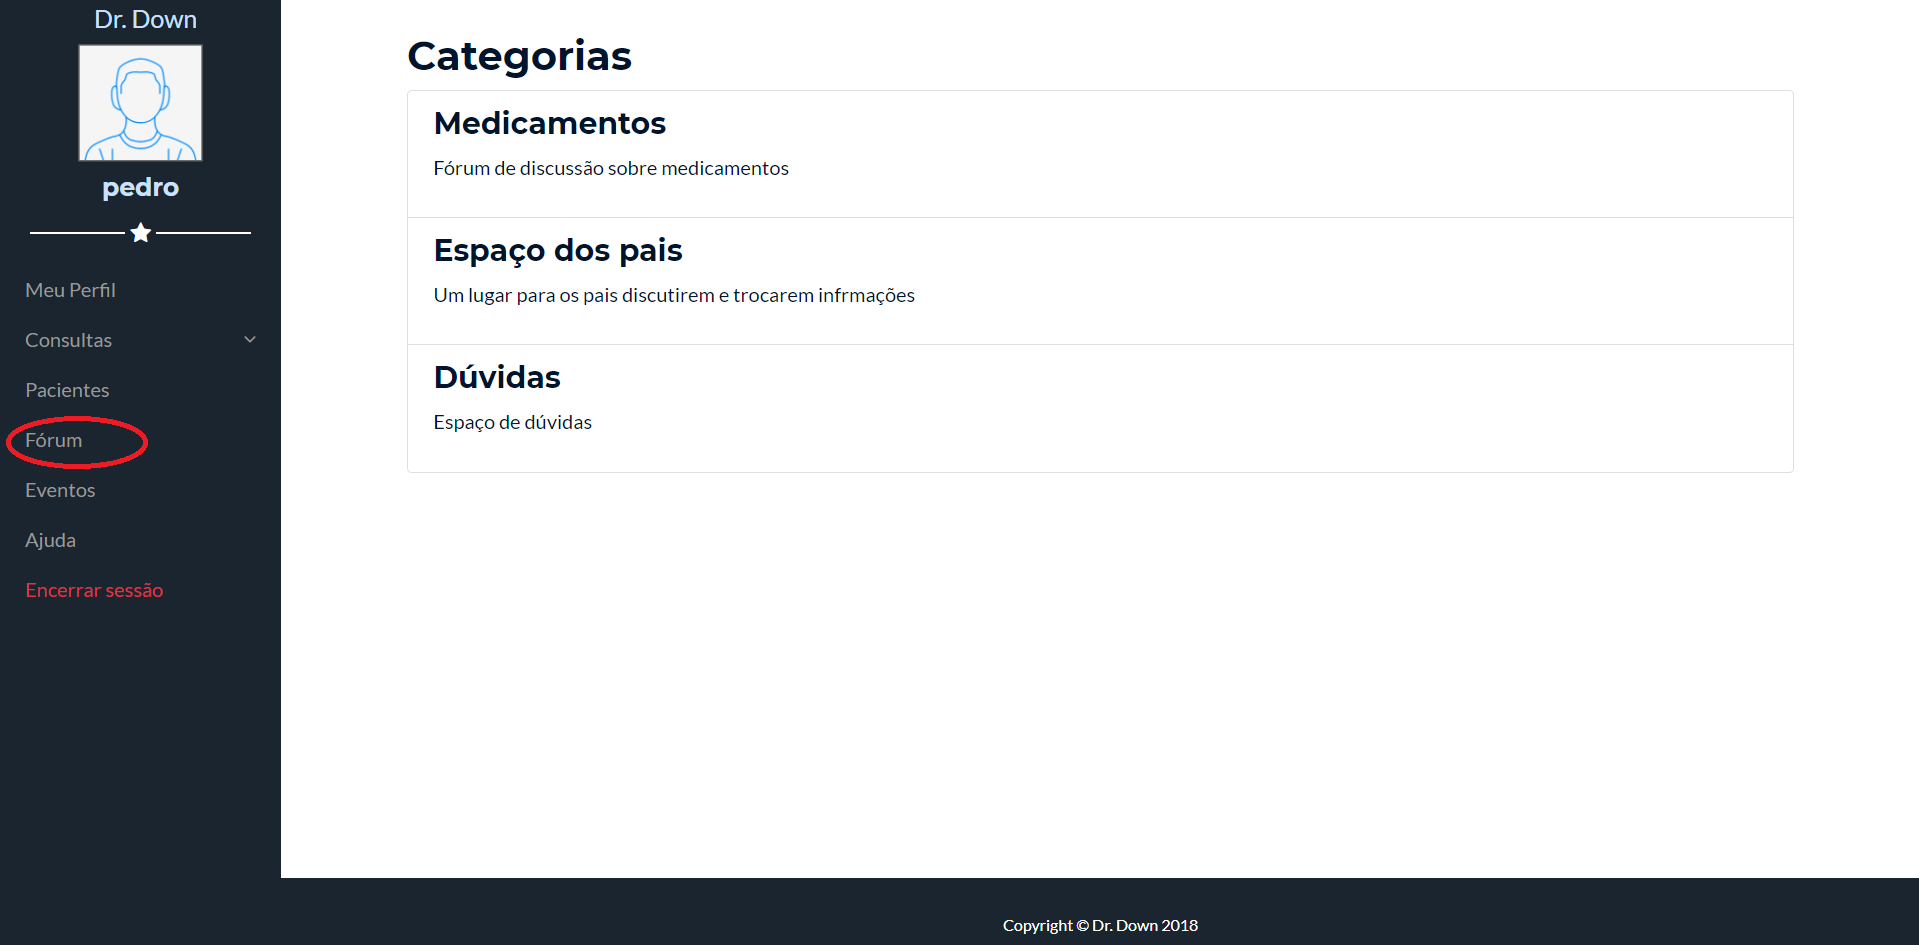 Dr. Down
pedro
Meu Perfil
Consultas
Pacientes
Fórum
Eventos
Ajuda
Encerrar sessão
Categorias
Medicamentos
Fórum de discussão sobre medicamentos
Espaço dos pais
Um lugar para os pais discutirem e trocarem infrmações
Dúvidas
Espaço de dúvidas
Copyright © Dr. Down 2018